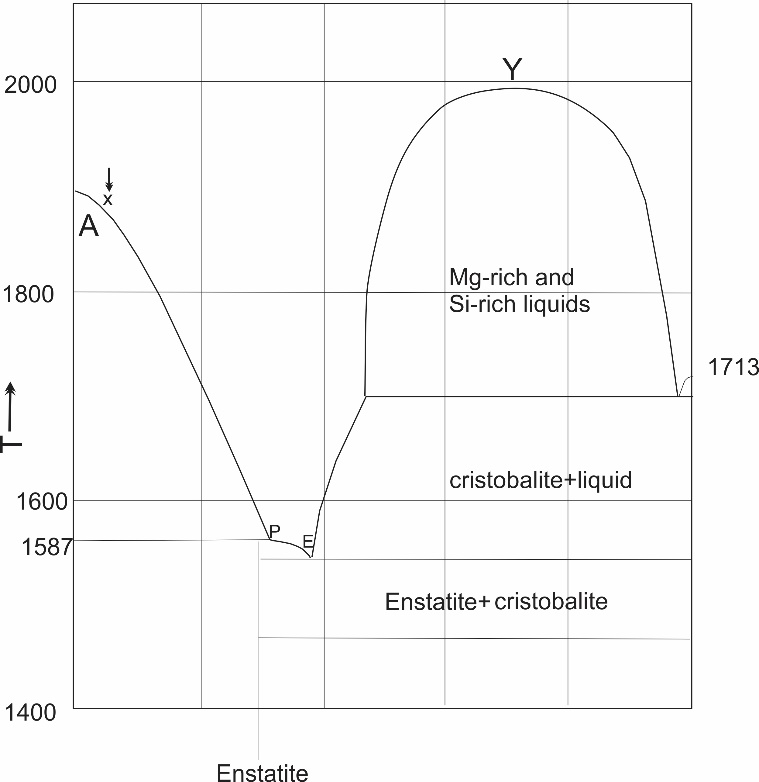 Y
2000
x
A
1800
Mg-rich and
Si-rich liquids
1713
T
cristobalite+liquid
1600
P
E
1587
Enstatite+cristobalite
1400
Enstatite